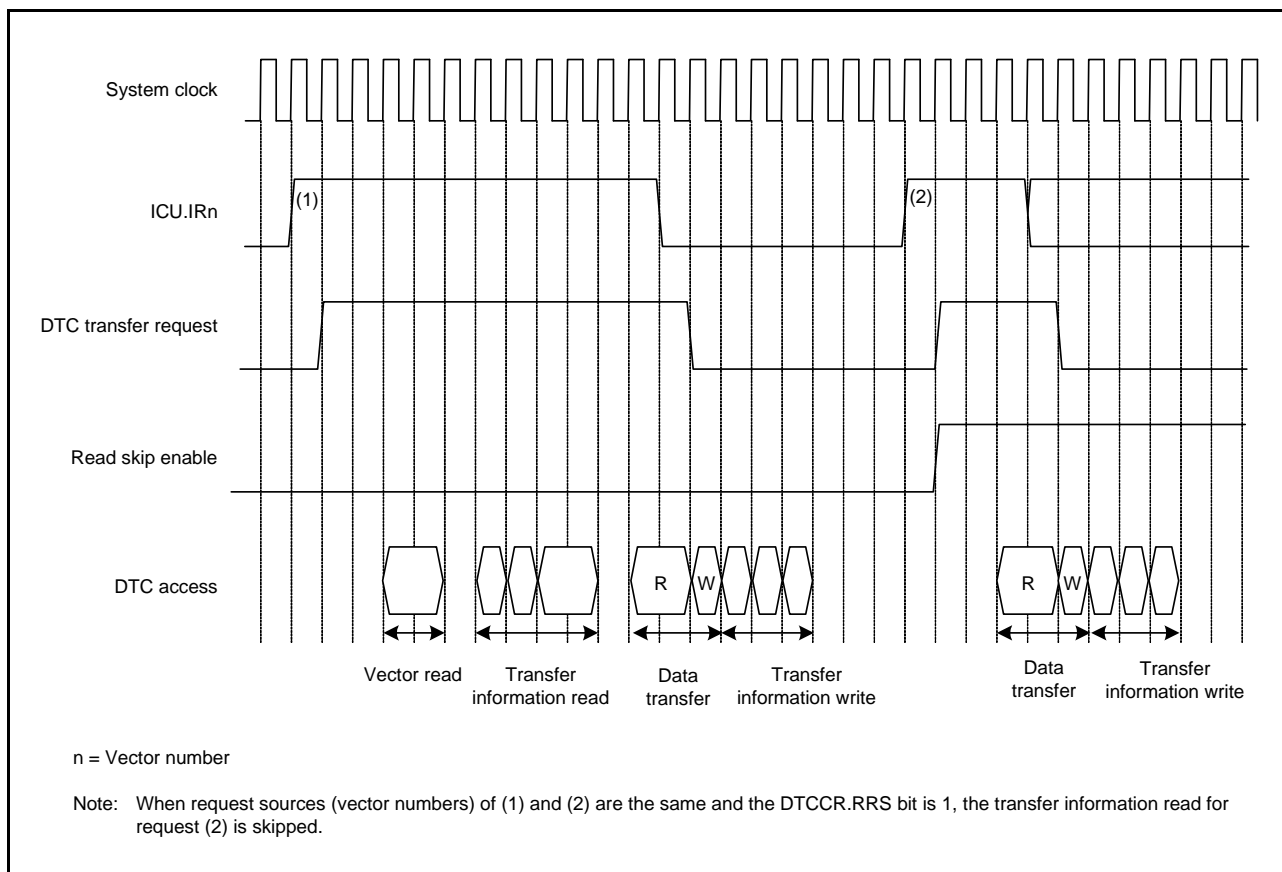 System clock
ICU.IRn
(1)
(2)
DTC transfer request
Read skip enable
DTC access
R
W
R
W
Vector read
Transfer
information read
Data
transfer
Transfer
information write
Data
transfer
Transfer
information write
n = Vector number
Note: When request sources (vector numbers) of (1) and (2) are the same and the DTCCR.RRS bit is 1, the transfer information read for
request (2) is skipped.